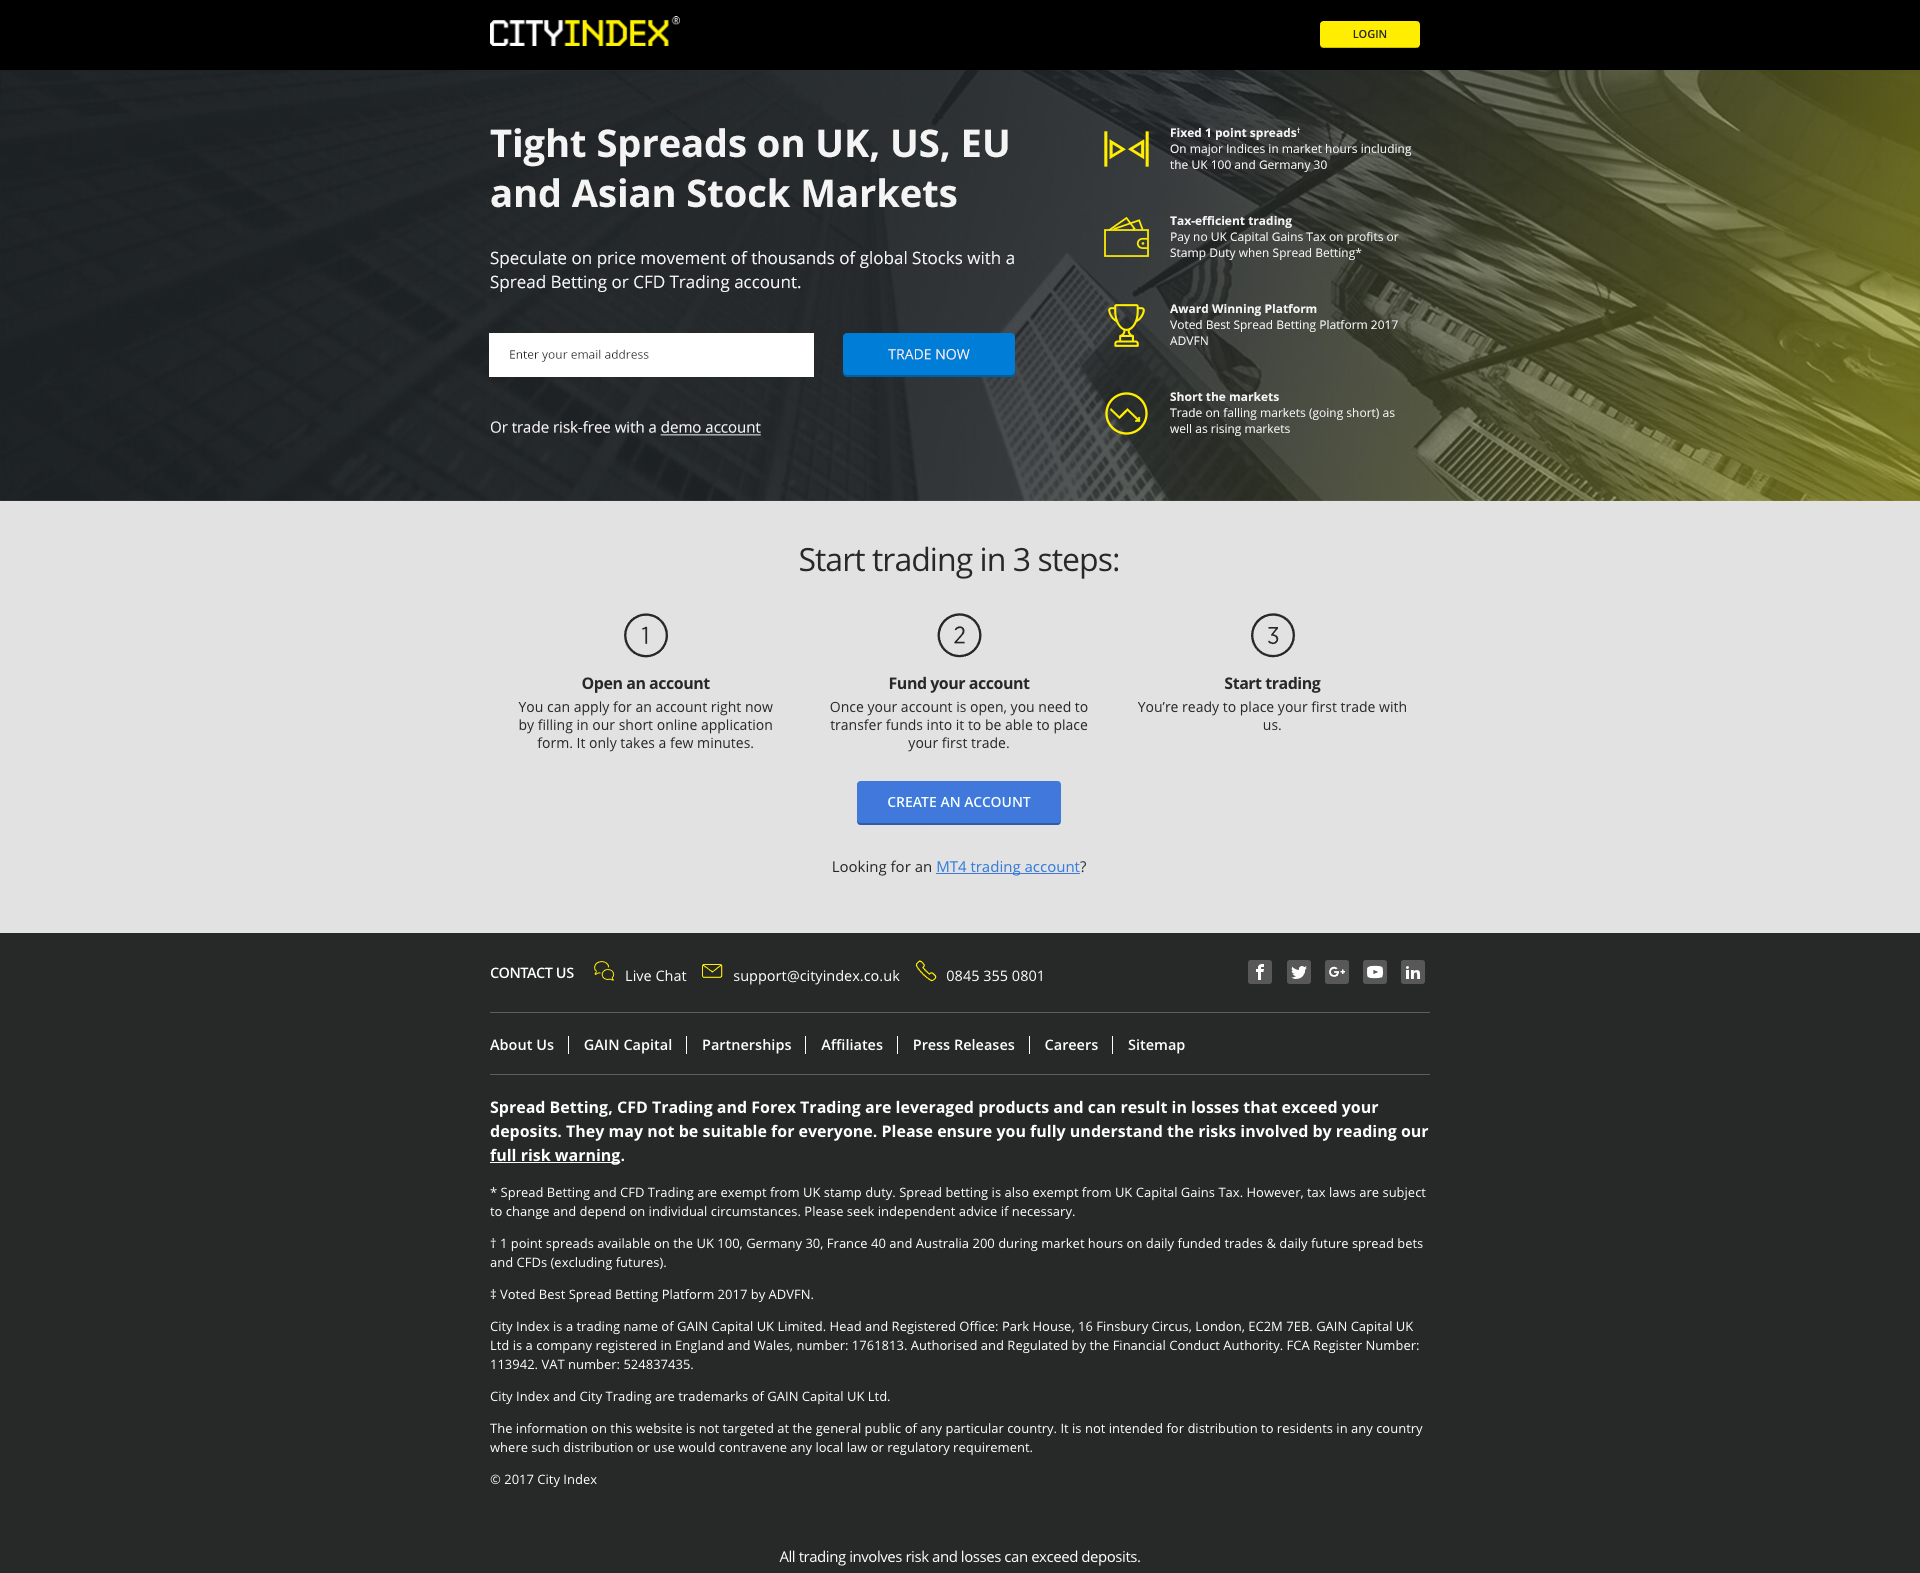 CITYINDEX®
LOGIN
Tight Spreads on UK, US, EU
and Asian Stock Markets
Speculate on price movement of thousands of global Stocks with a
Spread Betting or CFD Trading account.
Enter your email address
TRADE NOW
Or trade risk-free with a demo account
Fixed 1 point spreads†
On major Indices in market hours including
the UK 100 and Germany 30
Tax-efficient trading
Pay no UK Capital Gains Tax on profits or
Stamp Duty when Spread Betting*
Award Winning Platform
Voted Best Spread Betting Platform 2017
ADVFN
Short the markets
Trade on falling markets (going short) as
well as rising markets
Start trading in 3 steps:
1
Open an account
You can apply for an account right now
by filling in our short online application
form. It only takes a few minutes.
2
Fund your account
Once your account is open, you need to
transfer funds into it to be able to place
your first trade.
3
Start trading
You’re ready to place your first trade with
us.
CREATE AN ACCOUNT
Looking for an MT4 trading account?
CONTACT US Live Chat support@cityindex.co.uk 0845 355 0801
f G+ in
About Us GAIN Capital Partnerships Affiliates Press Releases Careers Sitemap
Spread Betting, CFD Trading and Forex Trading are leveraged products and can result in losses that exceed your
deposits. They may not be suitable for everyone. Please ensure you fully understand the risks involved by reading our
full risk warning.
* Spread Betting and CFD Trading are exempt from UK stamp duty. Spread betting is also exempt from UK Capital Gains Tax. However, tax laws are subject
to change and depend on individual circumstances. Please seek independent advice if necessary.
† 1 point spreads available on the UK 100, Germany 30, France 40 and Australia 200 during market hours on daily funded trades & daily future spread bets
and CFDs (excluding futures).
‡ Voted Best Spread Betting Platform 2017 by ADVFN.
City Index is a trading name of GAIN Capital UK Limited. Head and Registered Office: Park House, 16 Finsbury Circus, London, EC2M 7EB. GAIN Capital UK
Ltd is a company registered in England and Wales, number: 1761813. Authorised and Regulated by the Financial Conduct Authority. FCA Register Number:
113942. VAT number: 524837435.
City Index and City Trading are trademarks of GAIN Capital UK Ltd.
The information on this website is not targeted at the general public of any particular country. It is not intended for distribution to residents in any country
where such distribution or use would contravene any local law or regulatory requirement.
© 2017 City Index
All trading involves risk and losses can exceed deposits.